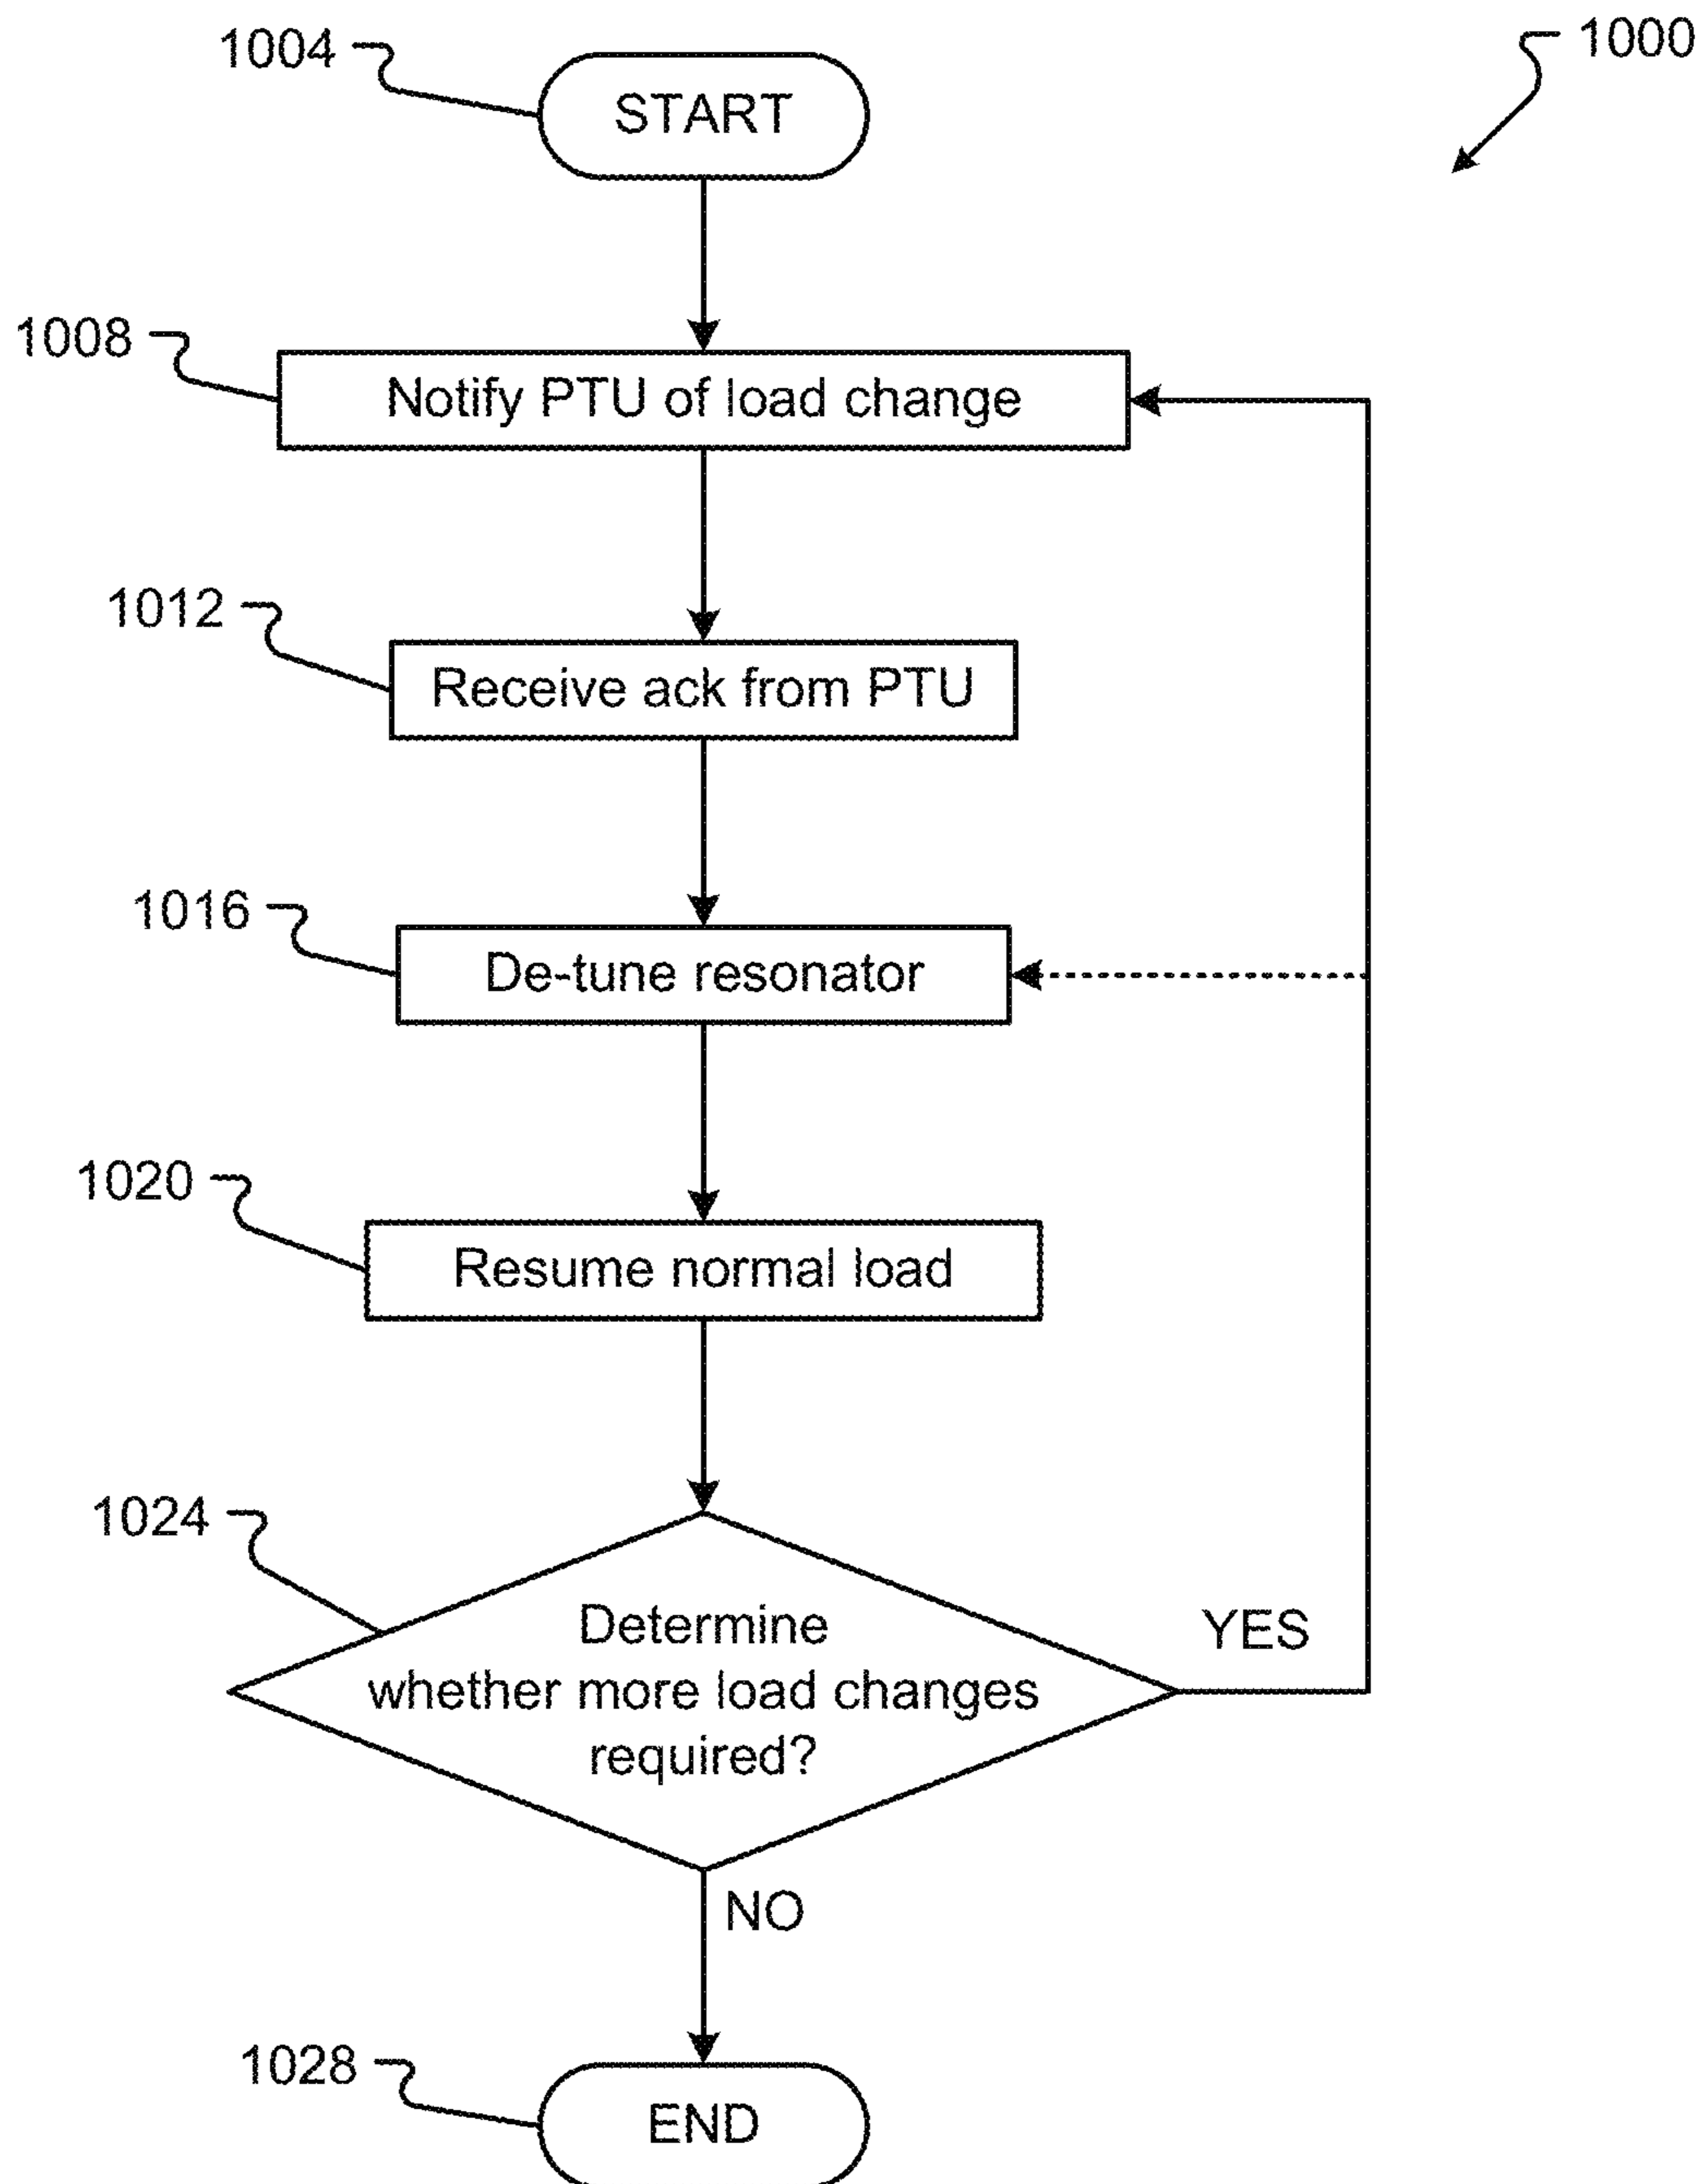 1000
1004
START
1008
Notify PTU of load change
1012
Receive ack from PTU
1016
De-tune resonator
1020
Resume normal load
1024
Determine
whether more load changes
required?
YES
NO
1028
END